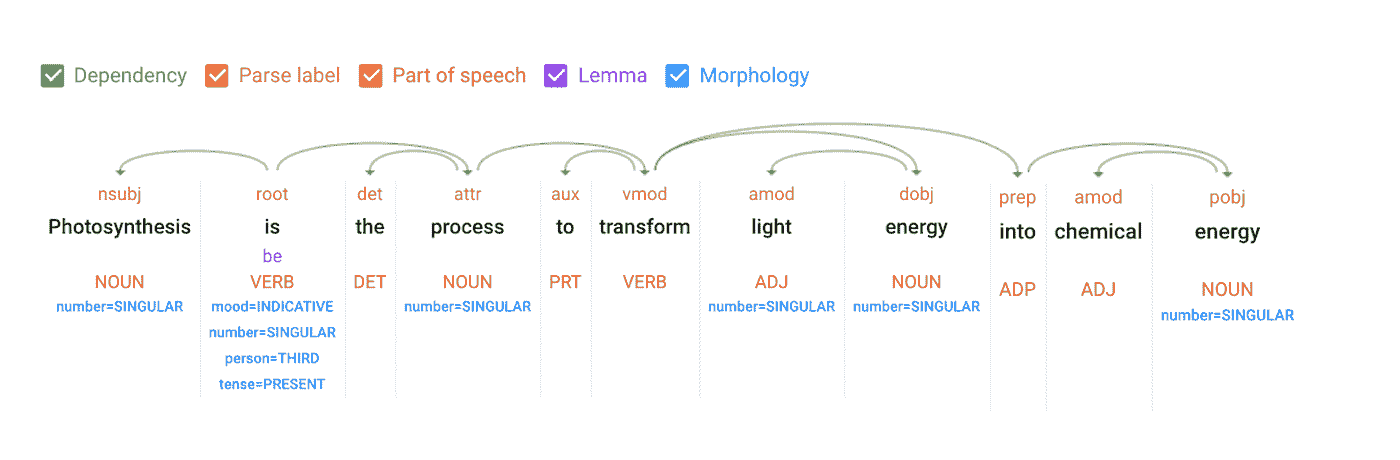 Dependency Parse label Part of speech Lemma Morphology
nsubj root det attr aux vmod amod dobj prep amod pobj
Photosynthesis is the process to transform light energy into chemical energy
be
NOUN VERB DET NOUN PRT VERB ADJ NOUN ADP ADJ NOUN
number=SINGULAR mood=INDICATIVE number=SINGULAR number=SINGULAR number=SINGULAR number=SINGULAR
number=SINGULAR
person=THIRD
tense=PRESENT